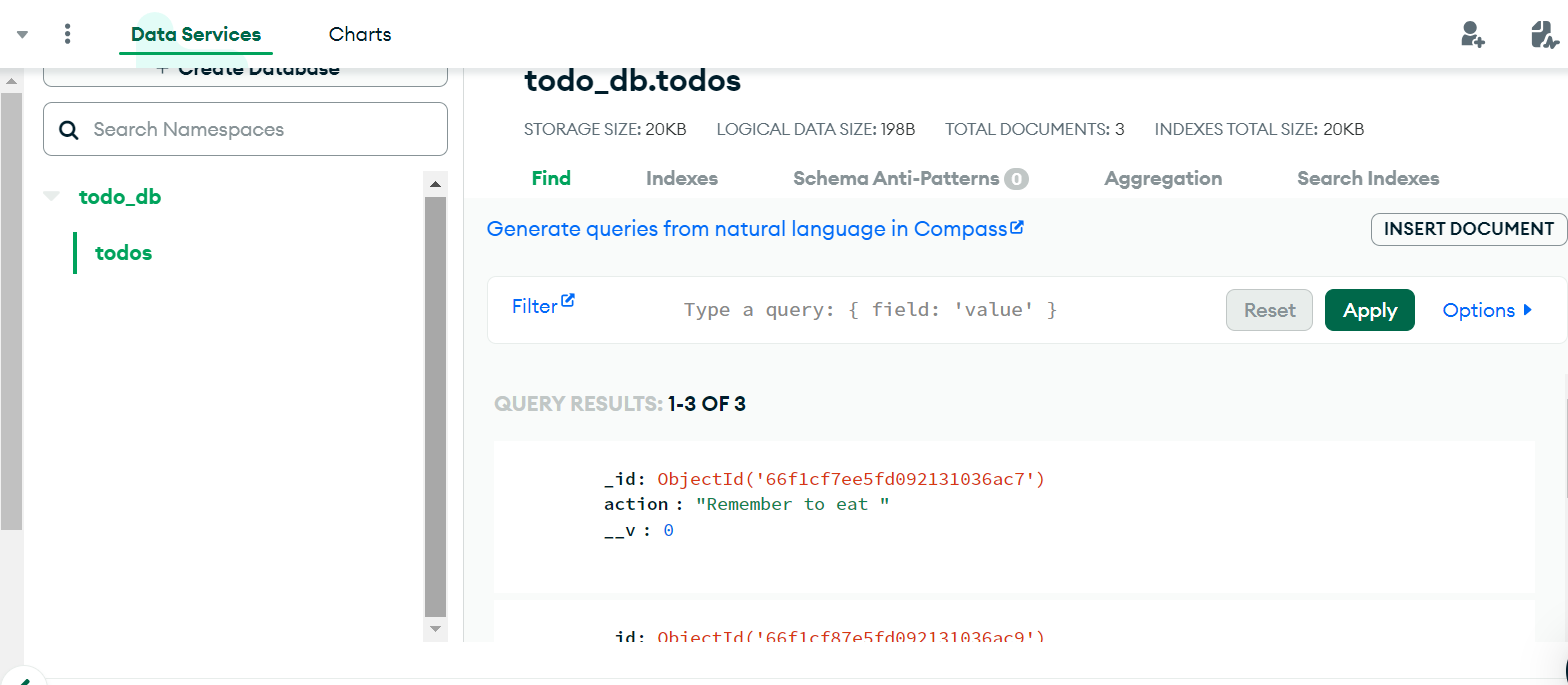 Data Services
Charts
+ Create Database
Search Namespaces
todo_db
todos
todo_db.todos
STORAGE SIZE: 20KB LOGICAL DATA SIZE: 198B TOTAL DOCUMENTS: 3 INDEXES TOTAL SIZE: 20KB
Find Indexes Schema Anti-Patterns 0 Aggregation Search Indexes
Generate queries from natural language in Compass
INSERT DOCUMENT
Filter Type a query: { field: 'value' } Reset Apply Options
QUERY RESULTS: 1-3 OF 3
_id: ObjectId('66f1cf7ee5fd092131036ac7')
action : "Remember to eat "
__v : 0
_id: ObjectId('66f1cf87e5fd092131036ac9')